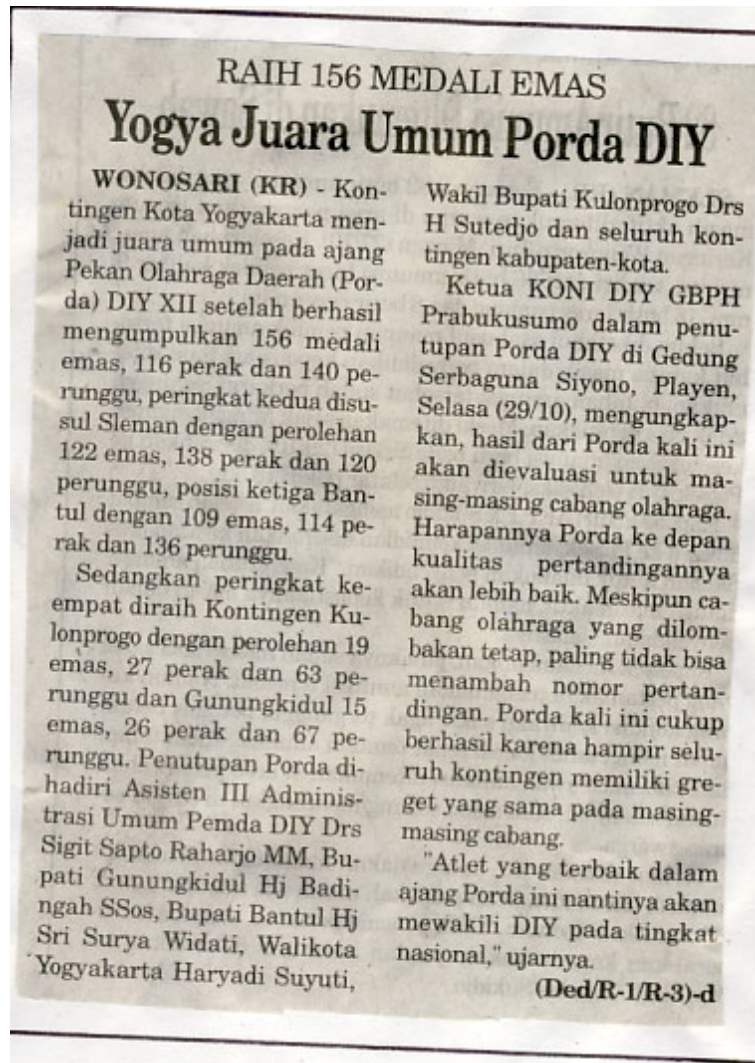 RAIH 156 MEDALI EMAS
Yogya Juara Umum Porda DIY
WONOSARI (KR) - Kon-
tingen Kota Yogyakarta men-
jadi juara umum pada ajang
Pekan Olahraga Daerah (Por-
da) DIY XII setelah berhasil
mengumpulkan 156 medali
emas, 116 perak dan 140 pe-
runggu, peringkat kedua disu-
sul Sleman dengan perolehan
122 emas, 138 perak dan 120
perunggu, posisi ketiga Ban-
tul dengan 109 emas, 114 pe-
rak dan 136 perunggu.
Sedangkan peringkat ke-
empat diraih Kontingen Ku-
lonprogo dengan perolehan 19
emas, 27 perak dan 63 pe-
runggu dan Gunungkidul 15
emas, 26 perak dan 67 pe-
runggu. Penutupan Porda di-
hadiri Asisten III Adminis-
trasi Umum Pemda DIY Drs
Sigit Sapto Raharjo MM, Bu-
pati Gunungkidul Hj Badi-
ngah SSos, Bupati Bantul Hj
Sri Surya Widati, Walikota
Yogyakarta Haryadi Suyuti,
Wakil Bupati Kulonprogo Drs
H Sutedjo dan seluruh kon-
tingen kabupaten-kota.
Ketua KONI DIY GBPH
Prabukusumo dalam penu-
tupan Porda DIY di Gedung
Serbaguna Siyono, Playen,
Selasa (29/10), mengungkap-
kan, hasil dari Porda kali ini
akan dievaluasi untuk ma-
sing-masing cabang olahraga.
Harapannya Porda ke depan
kualitas pertandingannya
akan lebih baik. Meskipun ca-
bang olahraga yang dilom-
bakan tetap, paling tidak bisa
menambah nomor pertan-
dingan. Porda kali ini cukup
berhasil karena hampir selu-
ruh kontingen memiliki gre-
get yang sama pada masing-
masing cabang.
"Atlet yang terbaik dalam
ajang Porda ini nantinya akan
mewakili DIY pada tingkat
nasional," ujarnya.
(Ded/R-1/R-3)-d